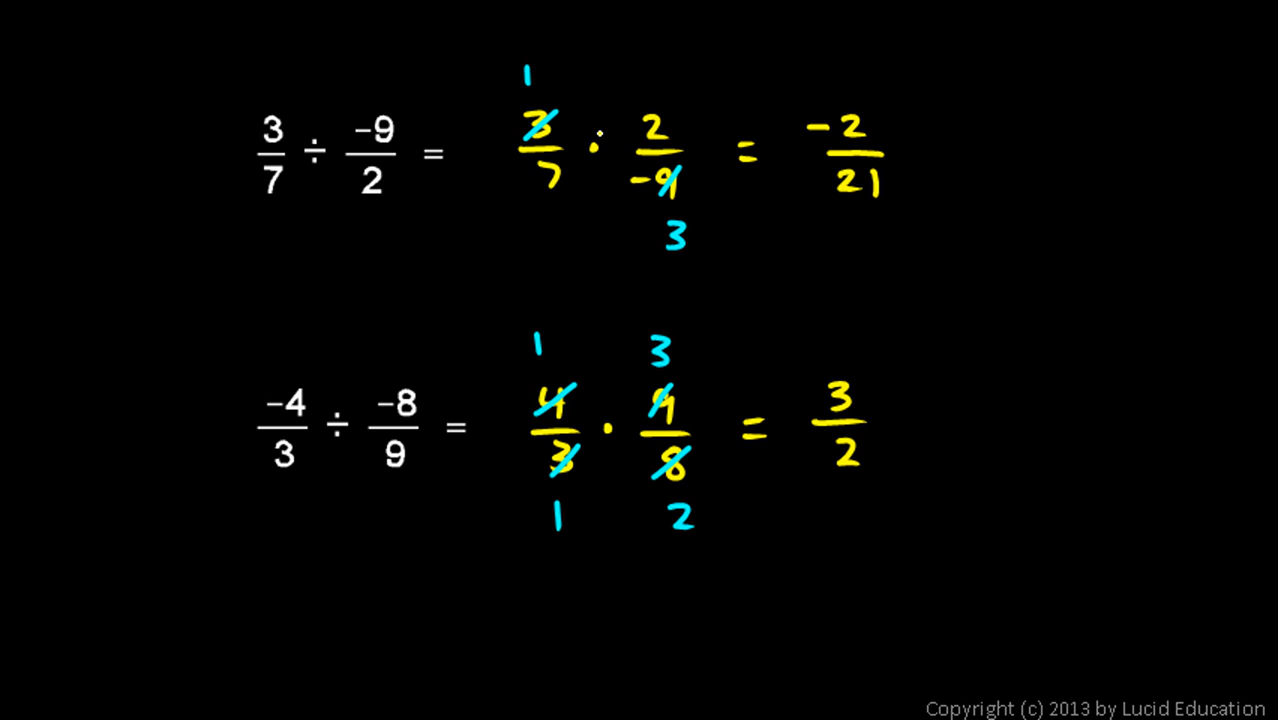 3/7 ÷ -9/2 = 3/7 · 2/-9 = -2/21
1
3
-4/3 ÷ -8/9 = 4/3 · 9/8 = 3/2
1 3
1 2
Copyright (c) 2013 by Lucid Education